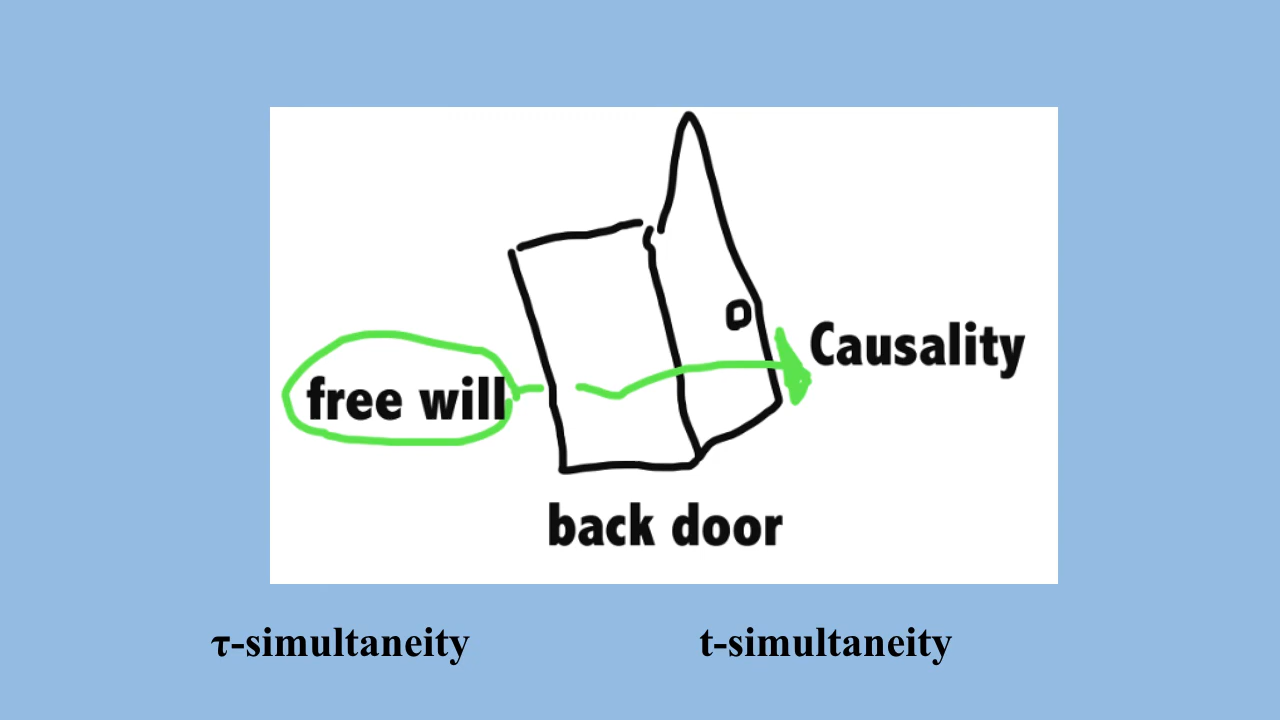 Causality
free will
back door
τ-simultaneity
t-simultaneity